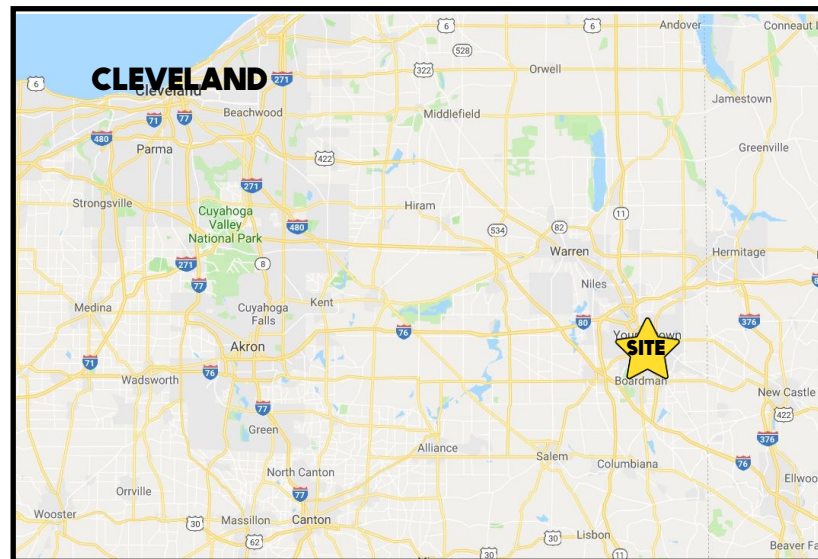 6
6
Andover
Conneaut L
528
322
Orwell
CLEVELAND
Cleveland
271
6
Jamestown
Beachwood
Middlefield
71
77
480
Parma
Greenville
422
271
Strongsville
Hiram
Cuyahoga
Valley
National Park
11
480
534
82
Warren
Hermitage
271
8
77
Niles
Medina
Cuyahoga
Falls
Kent
80
376
76
SITE
Akron
71
76
Wadsworth
Boardman
New Castle
77
422
Green
376
Alliance
Salem
Columbiana
76
North Canton
Ellwoo
Orrville
77
Wooster
30
Massillon
Canton
62
30
30
Lisbon
11
Beaver Fa